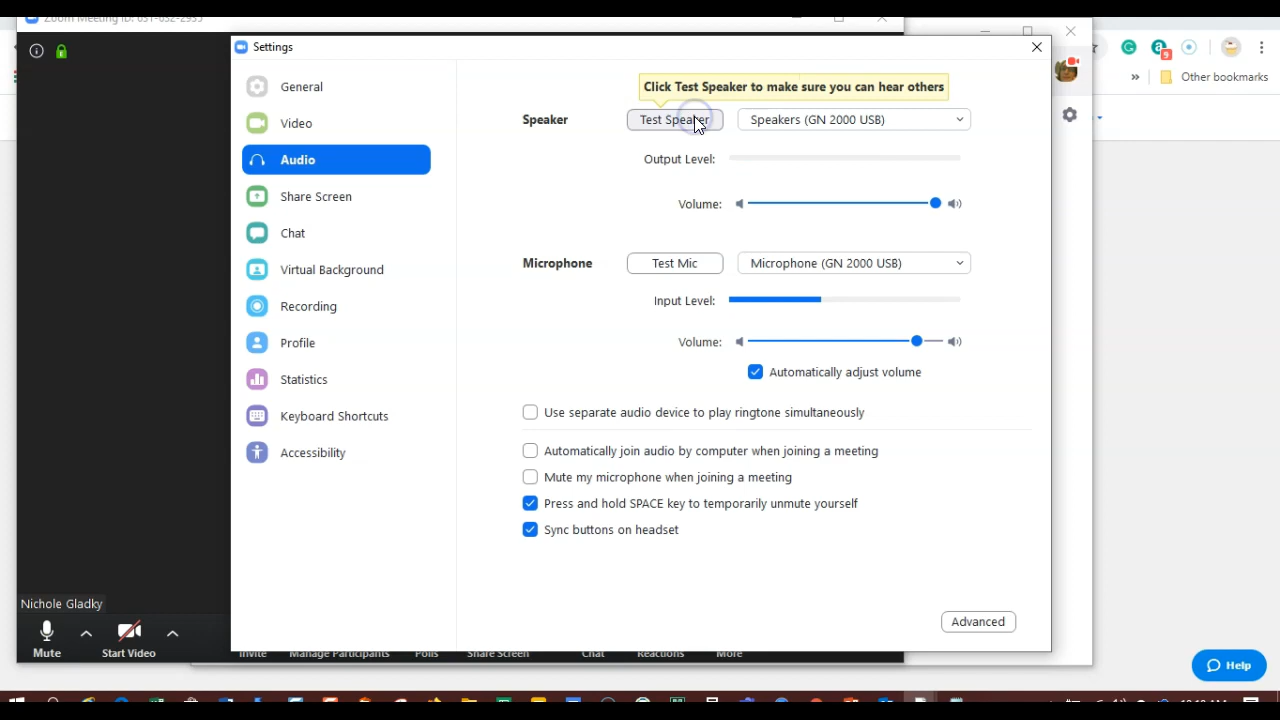 Zoom Meeting ID:
Settings
General
Video
Audio
Share Screen
Chat
Virtual Background
Recording
Profile
Statistics
Keyboard Shortcuts
Accessibility
Click Test Speaker to make sure you can hear others
Speaker
Test Speaker
Speakers (GN 2000 USB)
Output Level:
Volume:
Microphone
Test Mic
Microphone (GN 2000 USB)
Input Level:
Volume:
Automatically adjust volume
Use separate audio device to play ringtone simultaneously
Automatically join audio by computer when joining a meeting
Mute my microphone when joining a meeting
Press and hold SPACE key to temporarily unmute yourself
Sync buttons on headset
Advanced
9
» Other bookmarks
Nichole Gladky
Mute
Start Video
Invite
Manage Participants
Polls
Share Screen
Chat
Reactions
More
Help